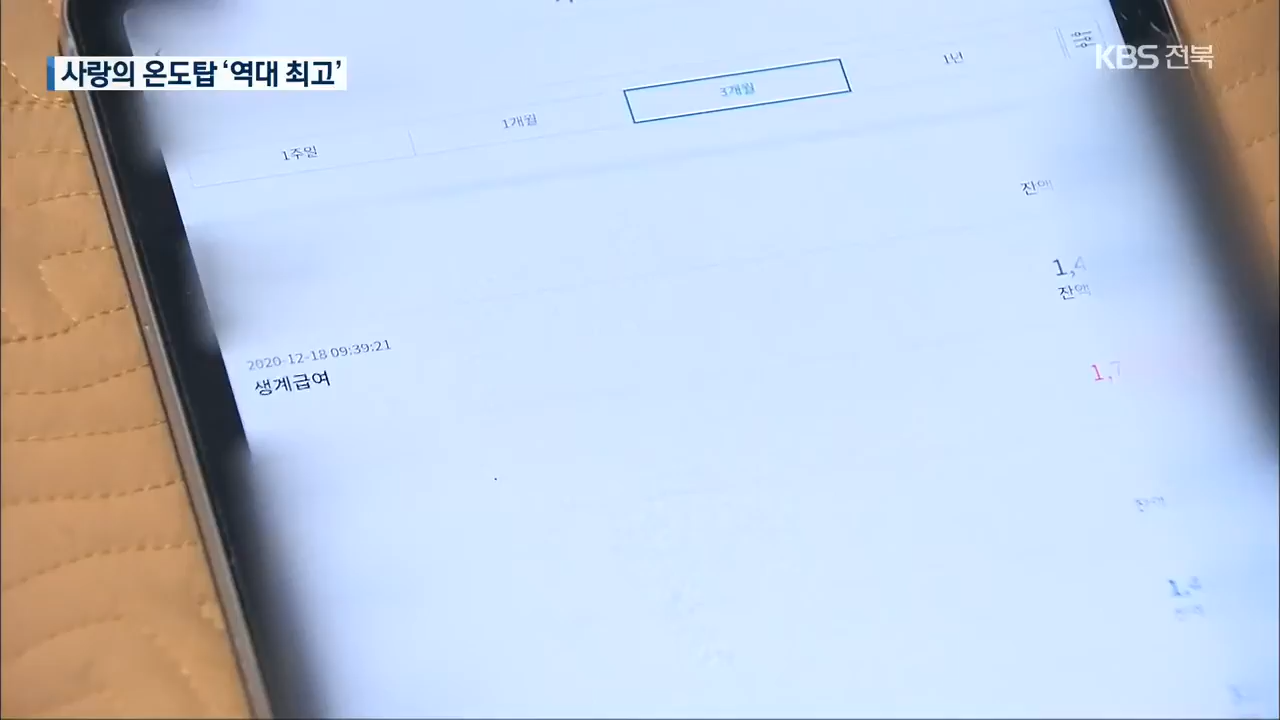 사랑의 온도탑 ‘역대 최고’
KBS 전북
1주일
1개월
3개월
1년
잔액
1,4
잔액
2020-12-18 09:39:21
생계급여
1,7
잔액